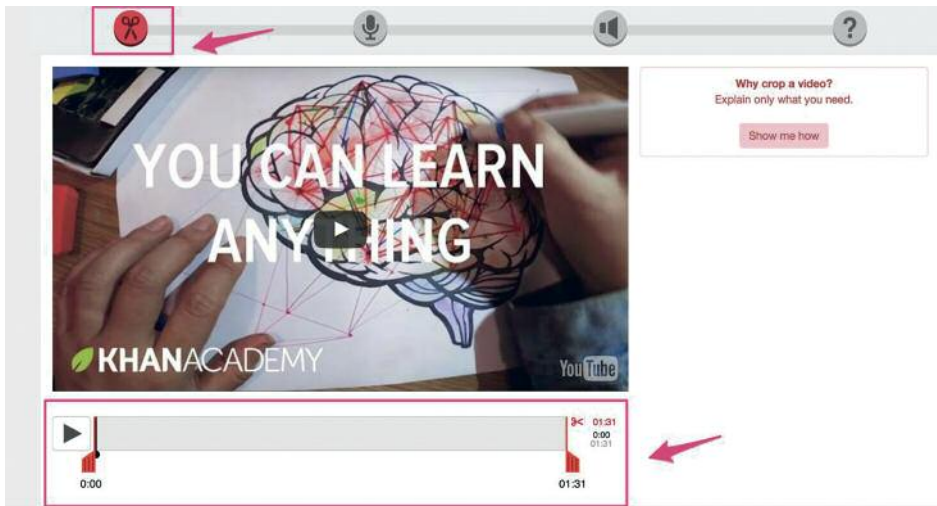 ?
Why crop a video?
Explain only what you need.
Show me how
YOU CAN LEARN
ANYTHING
KHANACADEMY
YouTube
01:31
0:00
01:31
0:00
01:31